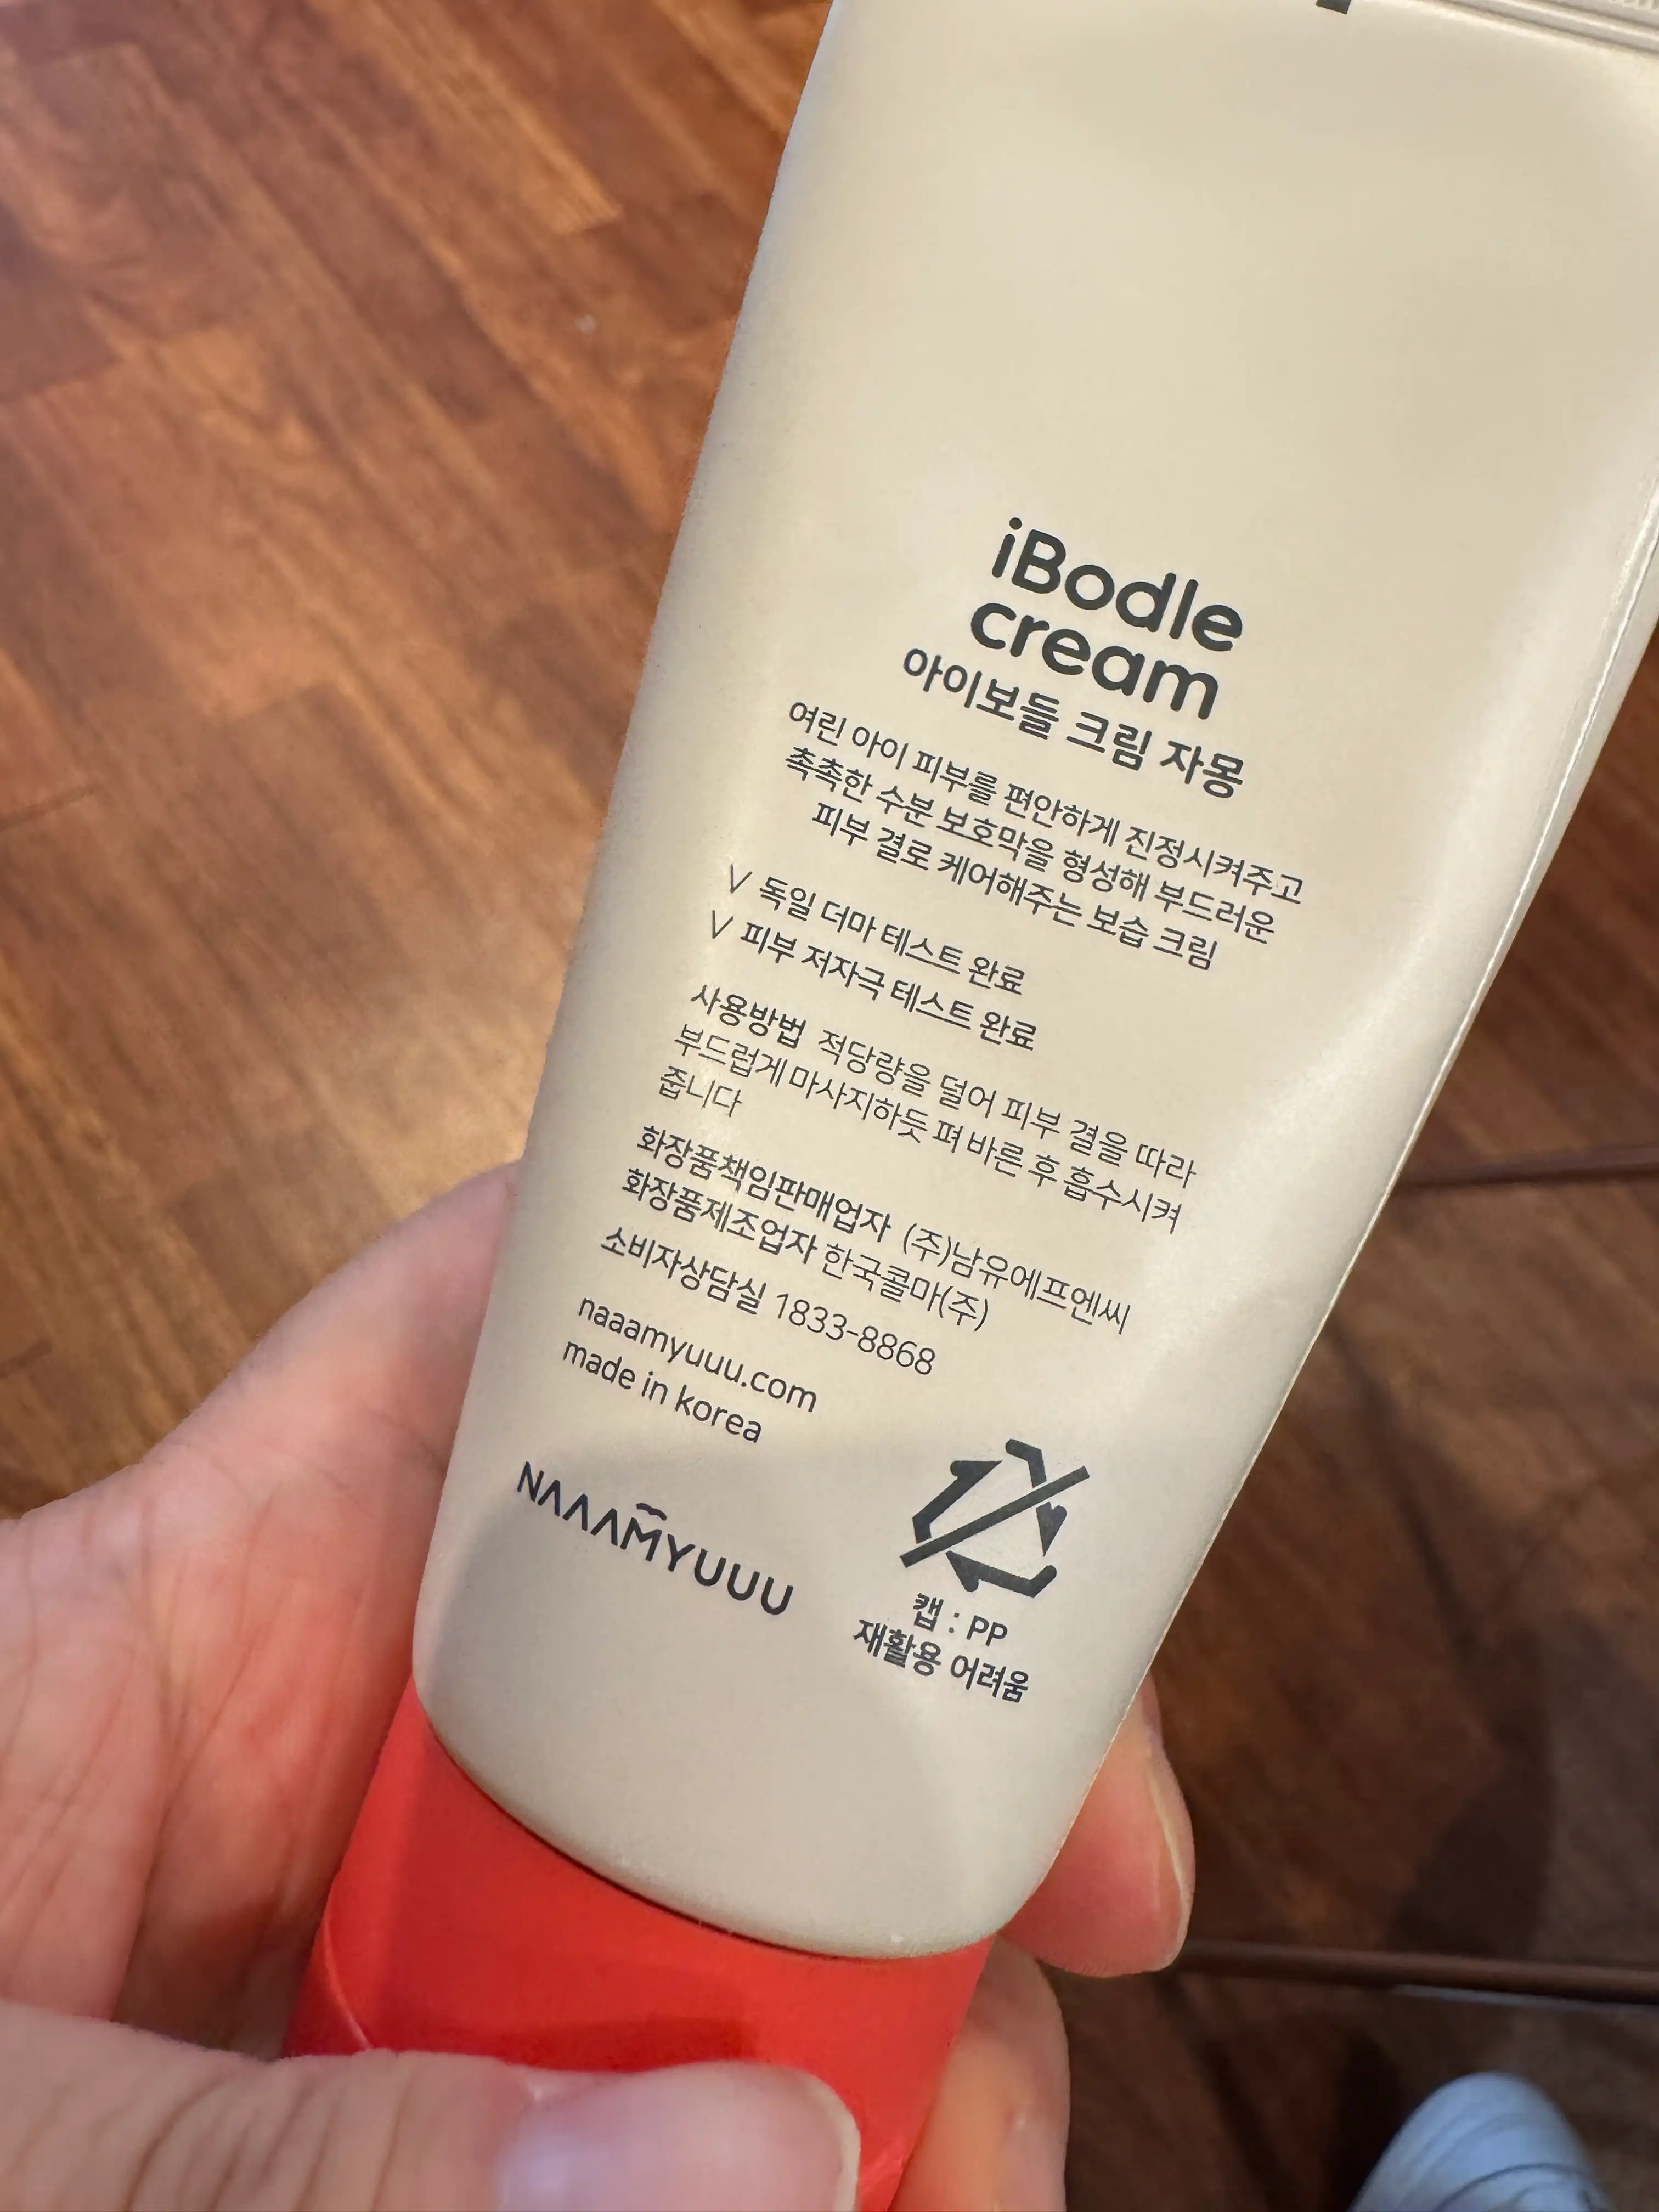 iBodle
cream
아이보들 크림 자몽
여린 아이 피부를 편안하게 진정시켜주고
촉촉한 수분 보호막을 형성해 부드러운
피부 결로 케어해주는 보습 크림
√ 독일 더마 테스트 완료
√ 피부 저자극 테스트 완료
사용방법 적당량을 덜어 피부 결을 따라
부드럽게 마사지하듯 펴 바른 후 흡수시켜
줍니다
화장품책임판매업자 (주)남유에프엔씨
화장품제조업자 한국콜마(주)
소비자상담실 1833-8868
naaamyuuu.com
made in korea
NAAAMYUUU
캡 : PP
재활용 어려움